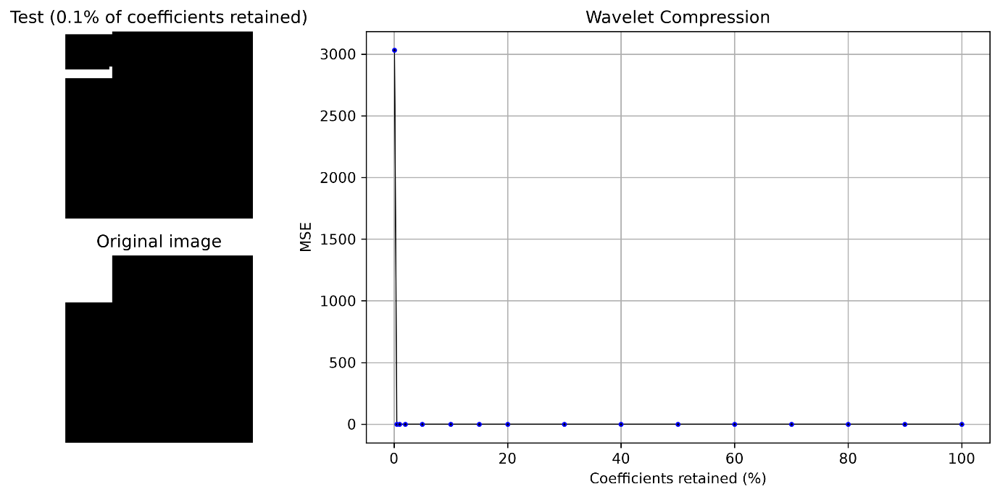 Test (0.1% of coefficients retained)
Original image
Wavelet Compression
MSE
3000
2500
2000
1500
1000
500
0
0 20 40 60 80 100
Coefficients retained (%)